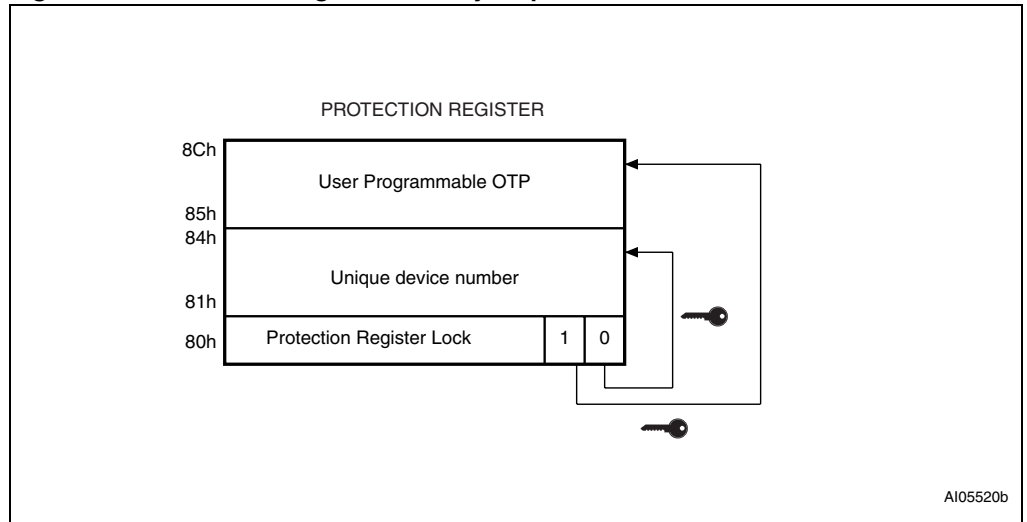 PROTECTION REGISTER
8Ch
User Programmable OTP
85h
84h
Unique device number
81h
80h
Protection Register Lock 1 0
AI05520b